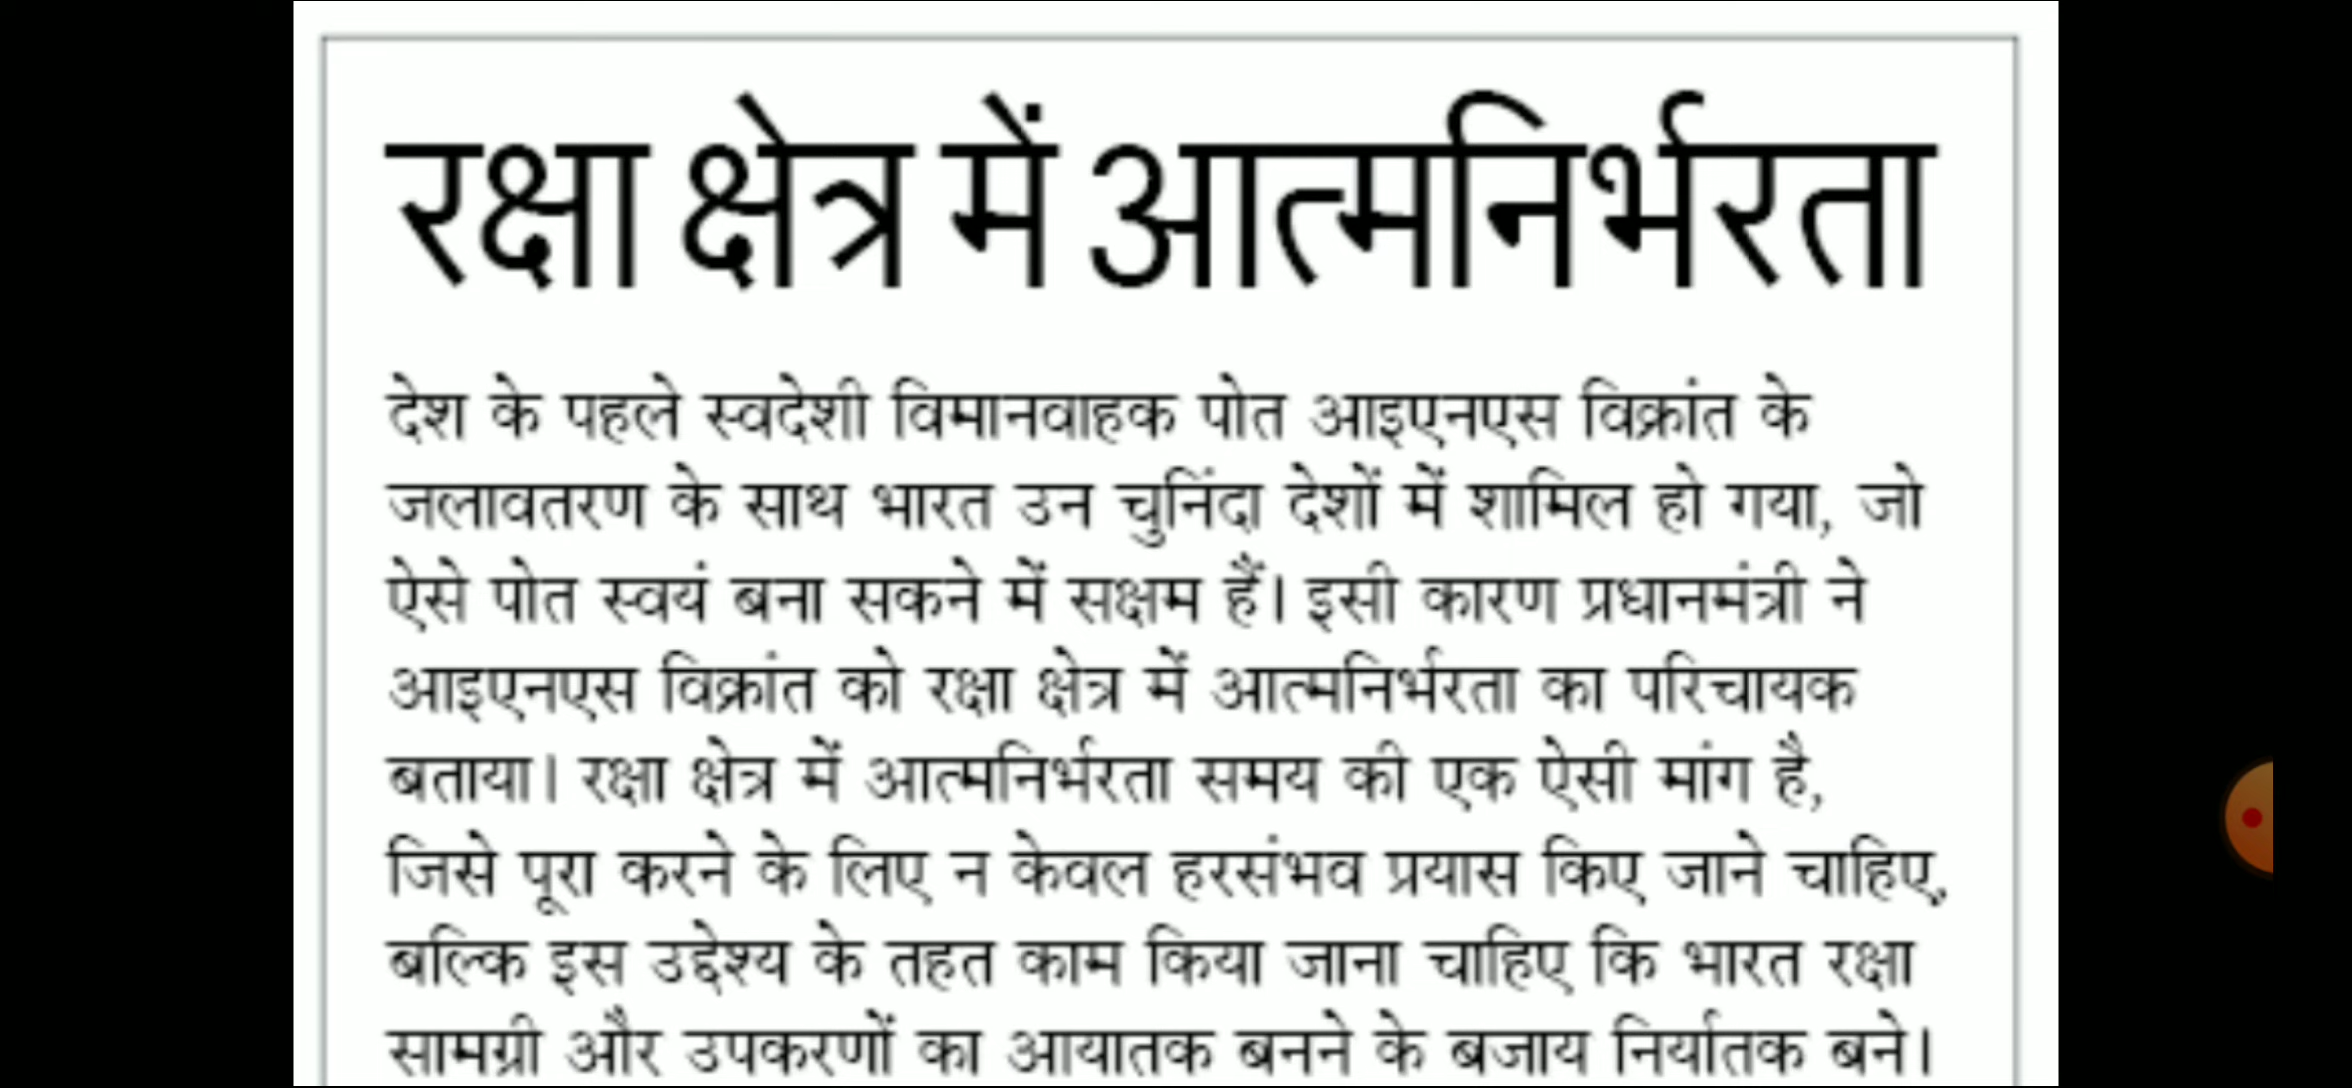 रक्षा क्षेत्र में आत्मनिर्भरता
देश के पहले स्वदेशी विमानवाहक पोत आइएनएस विक्रांत के
जलावतरण के साथ भारत उन चुनिंदा देशों में शामिल हो गया, जो
ऐसे पोत स्वयं बना सकने में सक्षम हैं। इसी कारण प्रधानमंत्री ने
आइएनएस विक्रांत को रक्षा क्षेत्र में आत्मनिर्भरता का परिचायक
बताया। रक्षा क्षेत्र में आत्मनिर्भरता समय की एक ऐसी मांग है,
जिसे पूरा करने के लिए न केवल हरसंभव प्रयास किए जाने चाहिए,
बल्कि इस उद्देश्य के तहत काम किया जाना चाहिए कि भारत रक्षा
सामग्री और उपकरणों का आयातक बनने के बजाय निर्यातक बने।